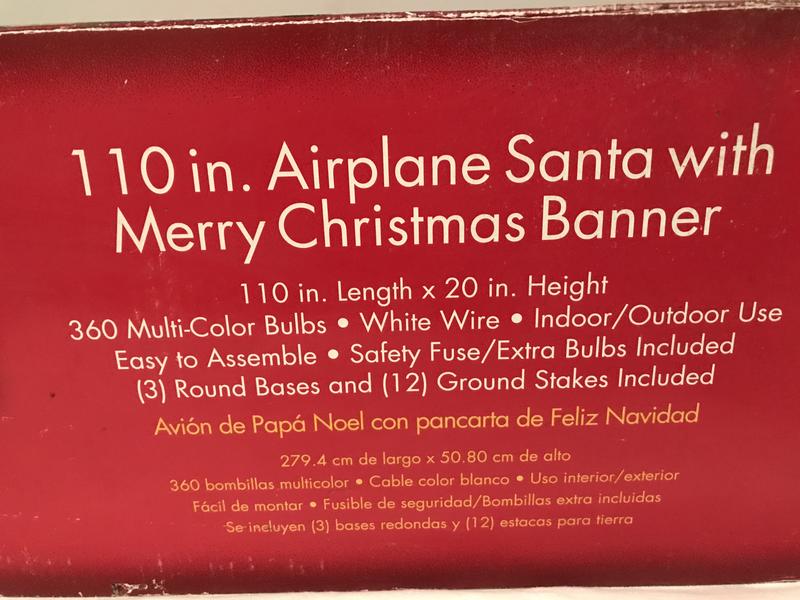 110 in. Airplane Santa with
Merry Christmas Banner
110 in. Length x 20 in. Height
360 Multi-Color Bulbs • White Wire • Indoor/Outdoor Use
Easy to Assemble • Safety Fuse/Extra Bulbs Included
(3) Round Bases and (12) Ground Stakes Included
Avión de Papá Noel con pancarta de Feliz Navidad
279.4 cm de largo x 50.80 cm de alto
360 bombillas multicolor • Cable color blanco • Uso interior/exterior
Fácil de montar • Fusible de seguridad/Bombillas extra incluidas
Se incluyen (3) bases redondas y (12) estacas para tierra